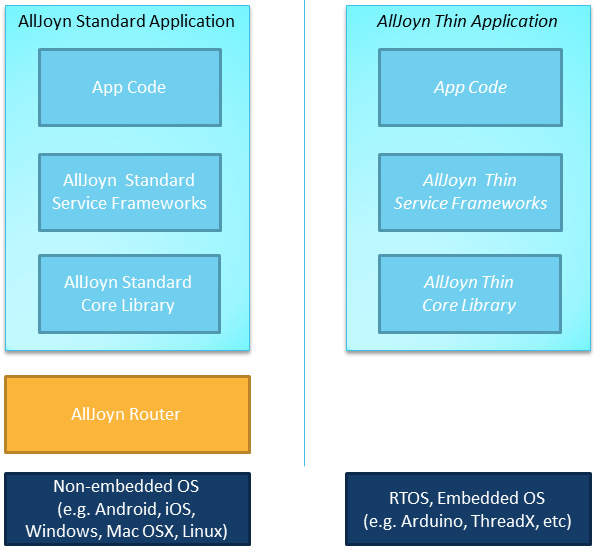 AllJoyn Standard Application
App Code
AllJoyn Standard
Service Frameworks
AllJoyn Standard
Core Library
AllJoyn Router
Non-embedded OS
(e.g. Android, iOS,
Windows, Mac OSX, Linux)
AllJoyn Thin Application
App Code
AllJoyn Thin
Service Frameworks
AllJoyn Thin
Core Library
RTOS, Embedded OS
(e.g. Arduino, ThreadX, etc)